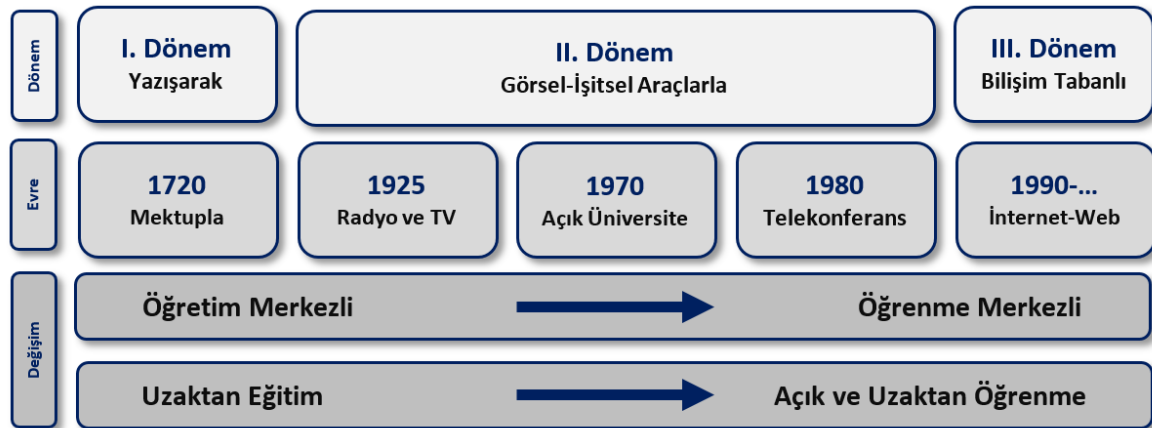 Dönem
I. Dönem
Yazışarak
II. Dönem
Görsel-İşitsel Araçlarla
III. Dönem
Bilişim Tabanlı
Evre
1720
Mektupla
1925
Radyo ve TV
1970
Açık Üniversite
1980
Telekonferans
1990-...
İnternet-Web
Değişim
Öğretim Merkezli
Öğrenme Merkezli
Uzaktan Eğitim
Açık ve Uzaktan Öğrenme